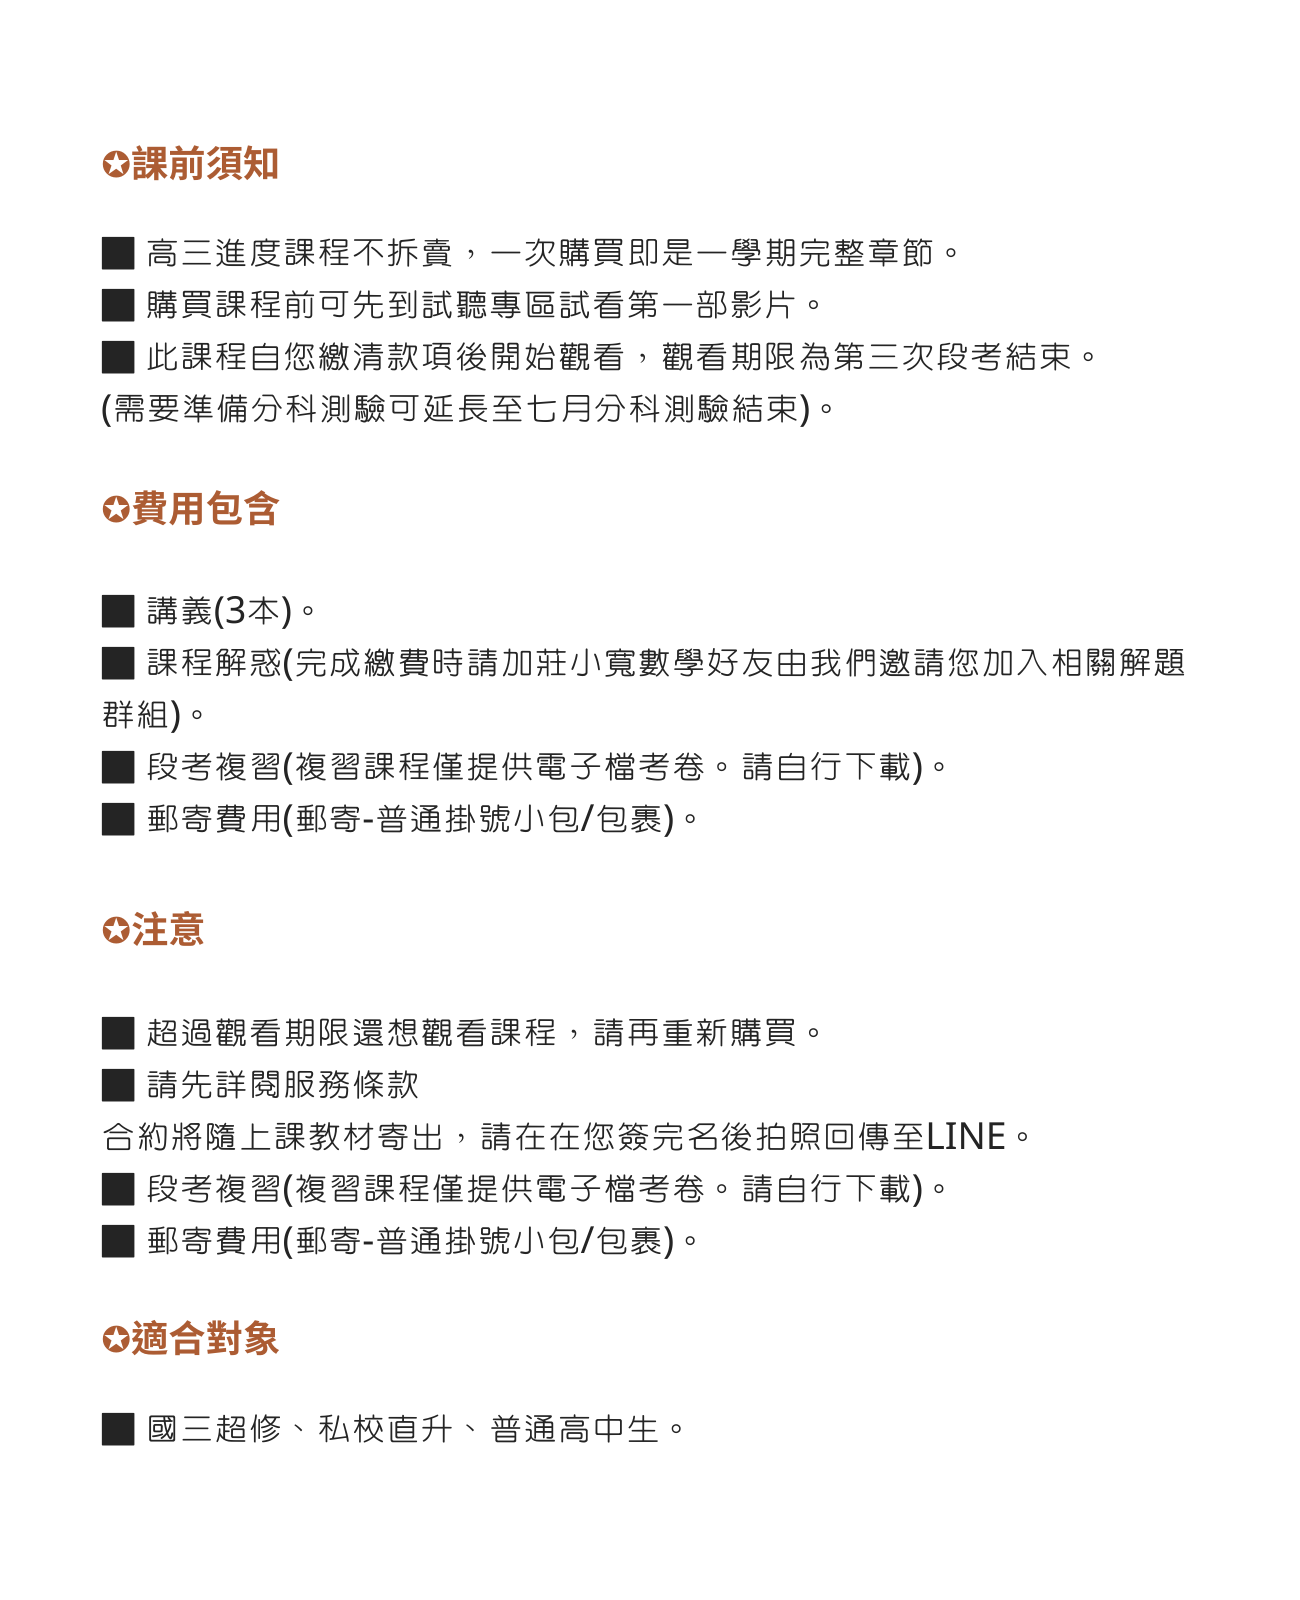 ✪課前須知
■ 高三進度課程不拆賣，一次購買即是一學期完整章節。
■ 購買課程前可先到試聽專區試看第一部影片。
■ 此課程自您繳清款項後開始觀看，觀看期限為第三次段考結束。
(需要準備分科測驗可延長至七月分科測驗結束)。
✪費用包含
■ 講義(3本)。
■ 課程解惑(完成繳費時請加莊小寬數學好友由我們邀請您加入相關解題
群組)。
■ 段考複習(複習課程僅提供電子檔考卷。請自行下載)。
■ 郵寄費用(郵寄-普通掛號小包/包裹)。
✪注意
■ 超過觀看期限還想觀看課程，請再重新購買。
■ 請先詳閱服務條款
合約將隨上課教材寄出，請在在您簽完名後拍照回傳至LINE。
■ 段考複習(複習課程僅提供電子檔考卷。請自行下載)。
■ 郵寄費用(郵寄-普通掛號小包/包裹)。
✪適合對象
■ 國三超修、私校直升、普通高中生。